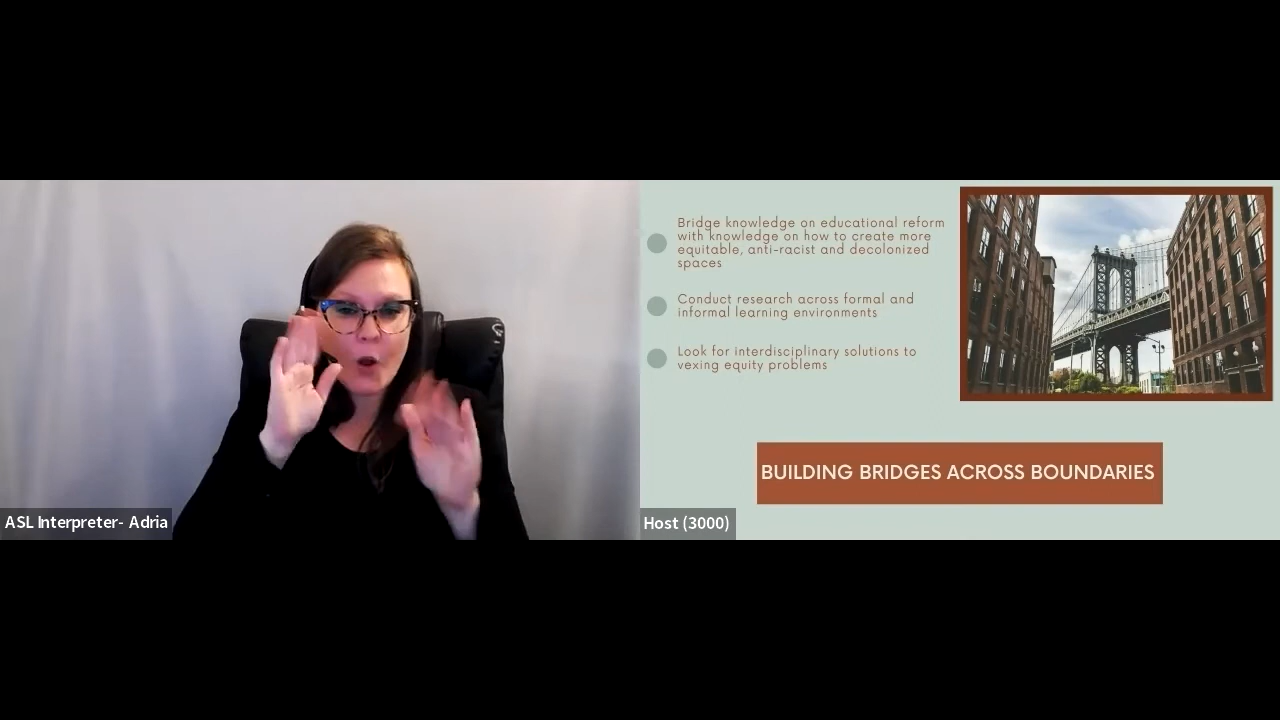 Bridge knowledge on educational reform
with knowledge on how to create more
equitable, anti-racist and decolonized
spaces
Conduct research across formal and
informal learning environments
Look for interdisciplinary solutions to
vexing equity problems
BUILDING BRIDGES ACROSS BOUNDARIES
ASL Interpreter- Adria
Host (3000)